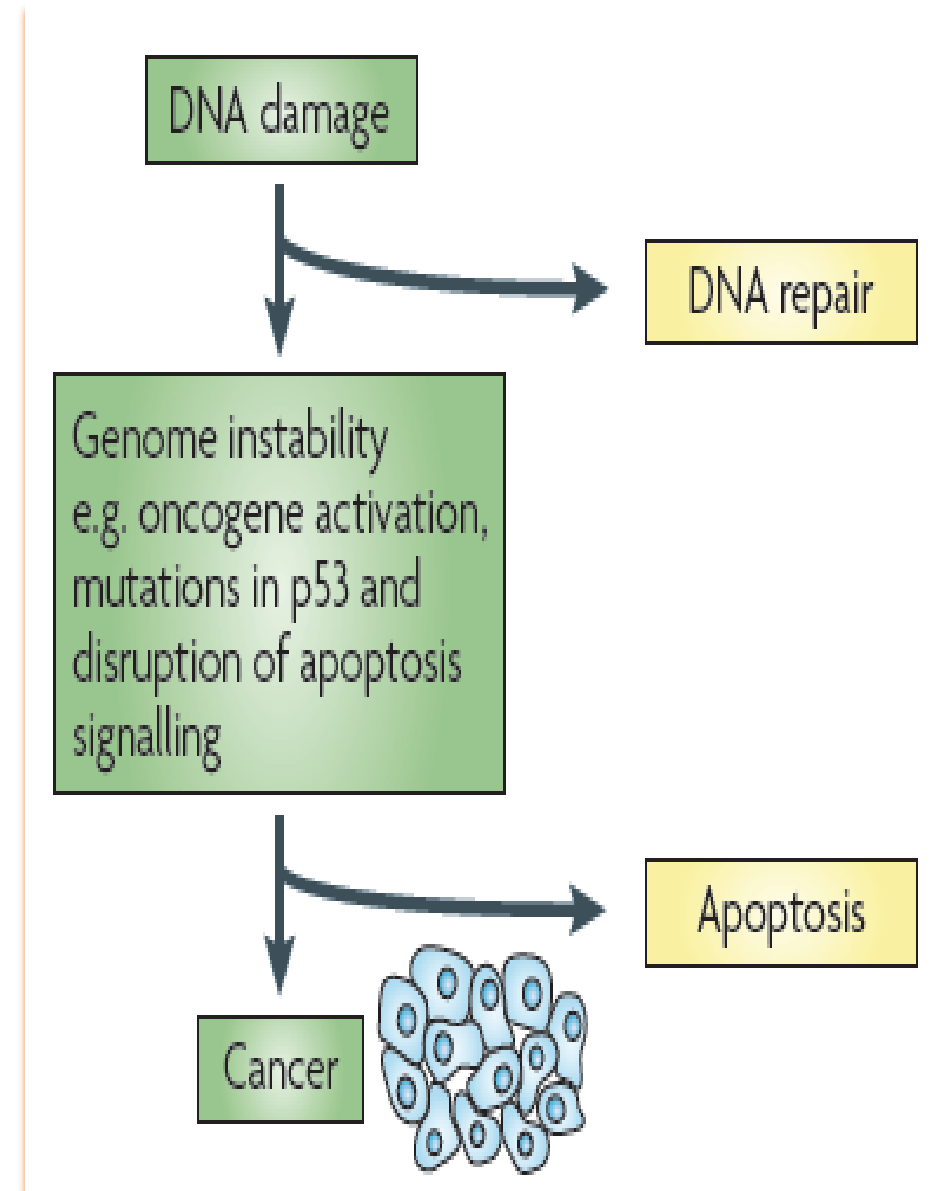 DNA damage
DNA repair
Genome instability
e.g. oncogene activation,
mutations in p53 and
disruption of apoptosis
signalling
Apoptosis
Cancer